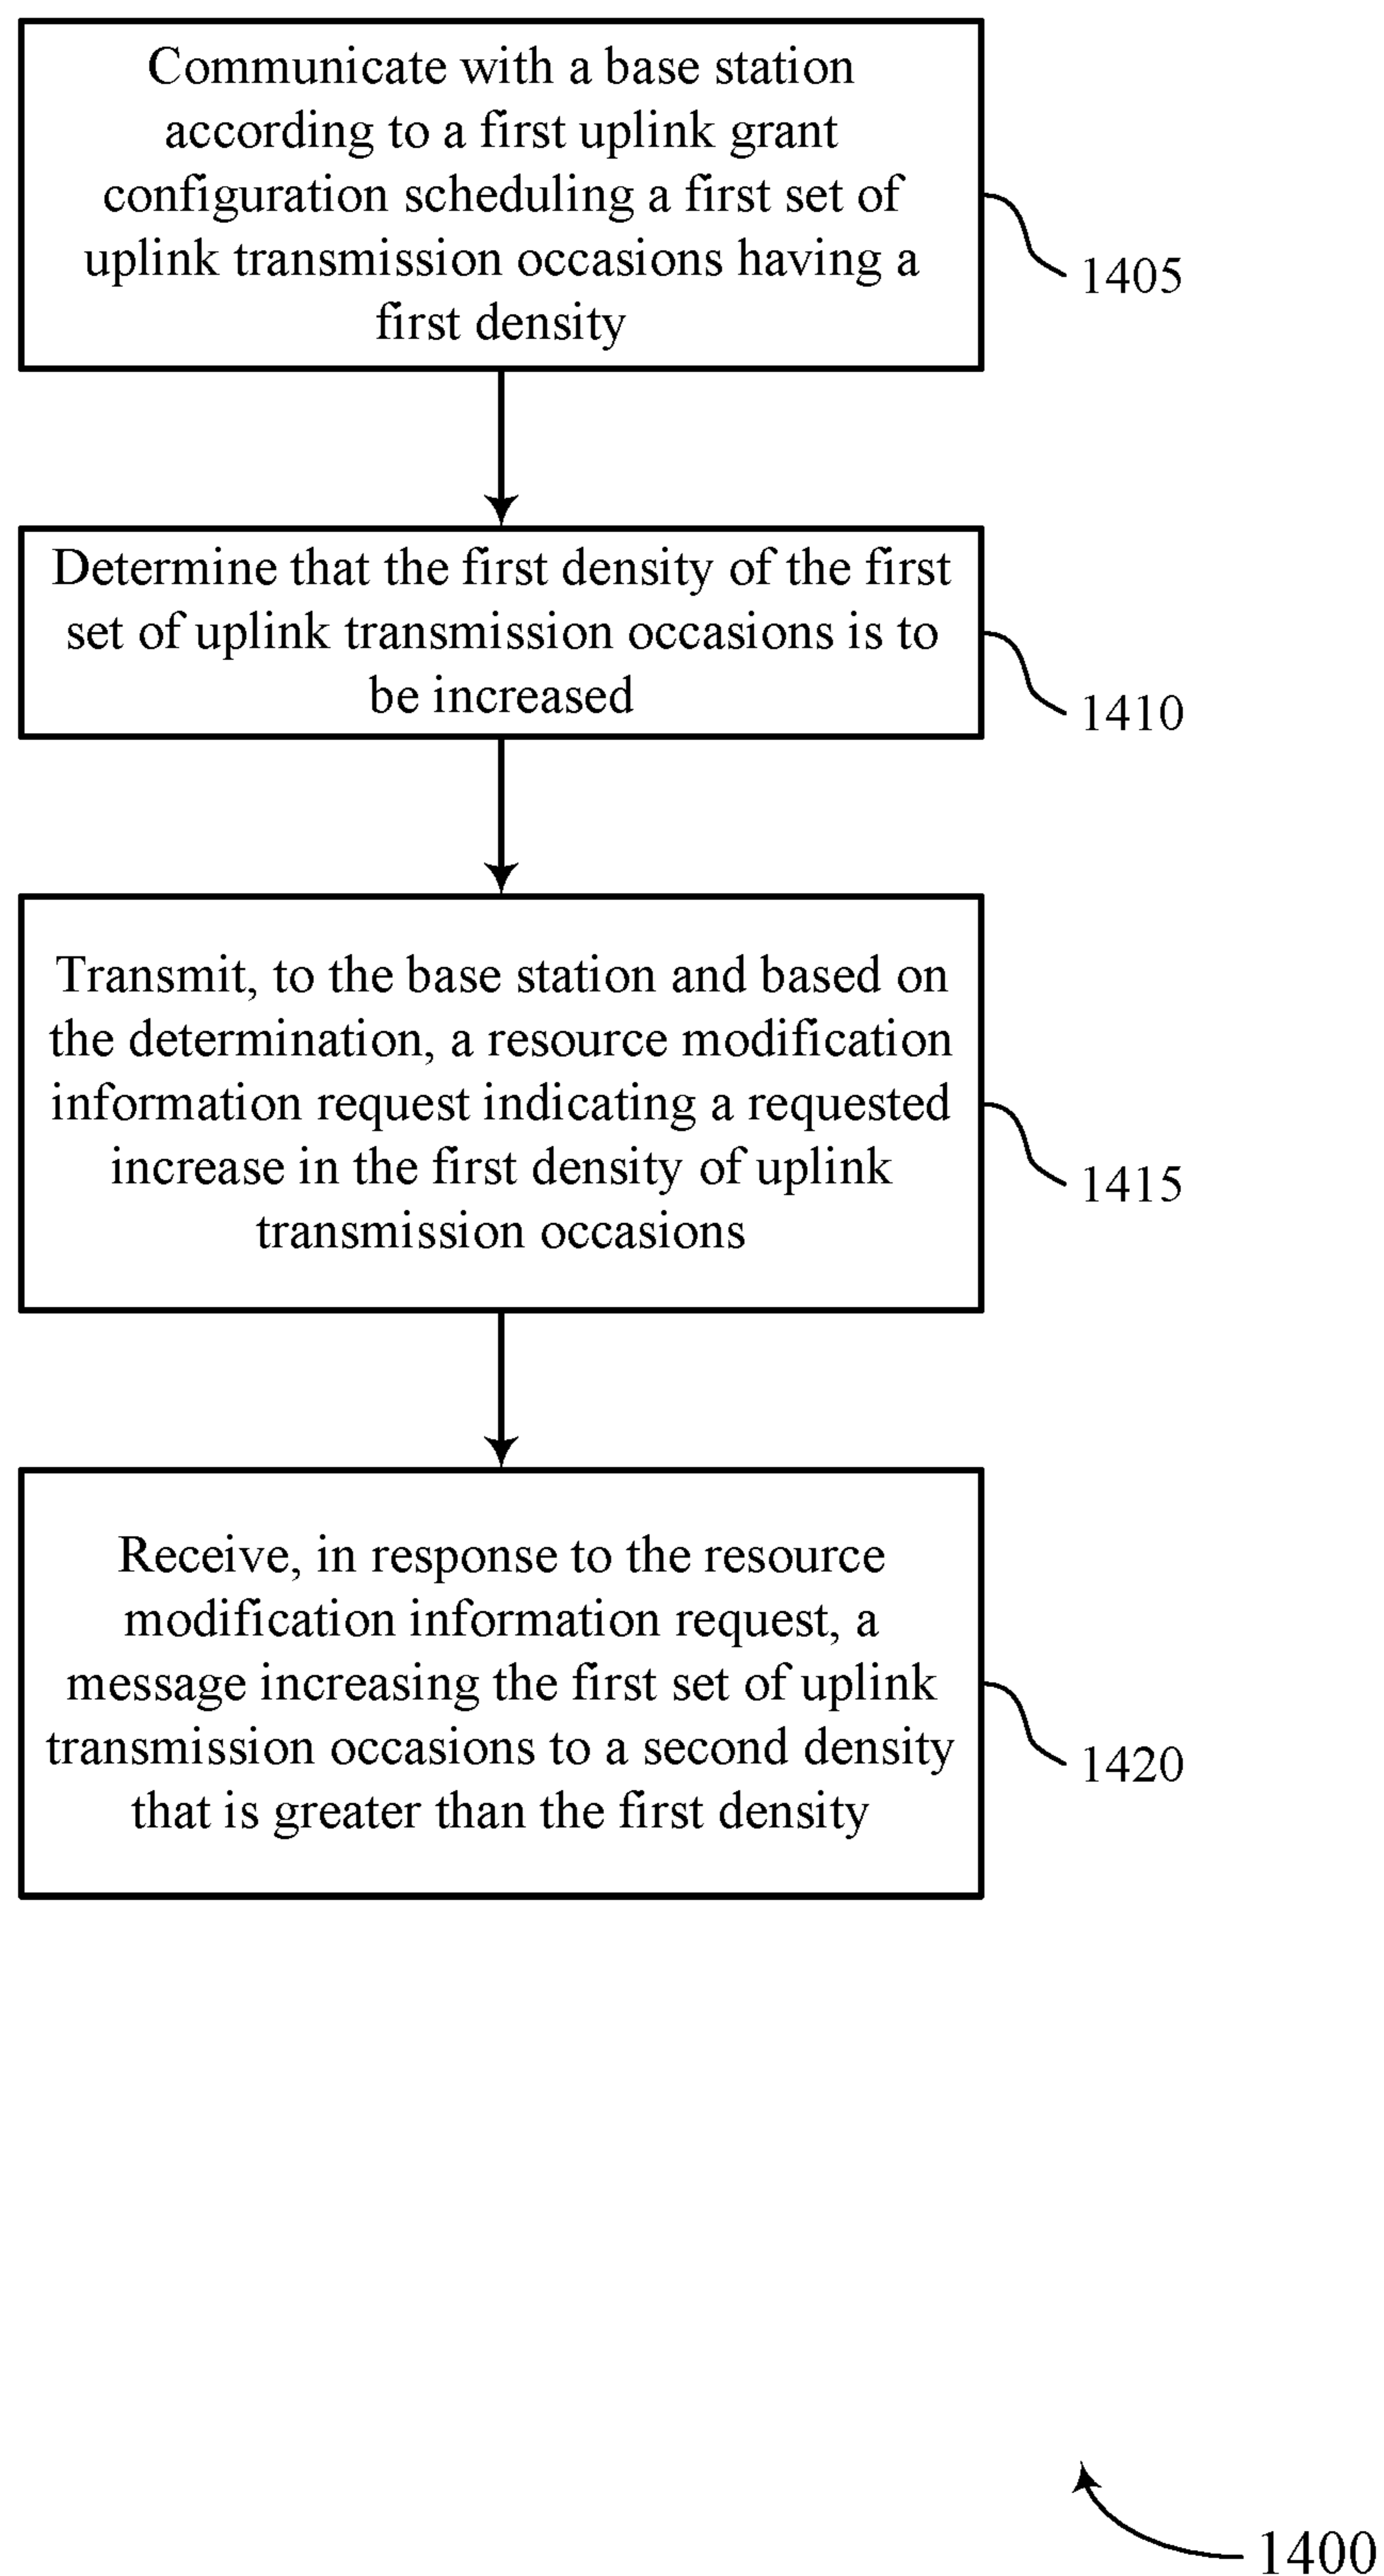 Communicate with a base station
according to a first uplink grant
configuration scheduling a first set of
uplink transmission occasions having a
first density
1405
Determine that the first density of the first
set of uplink transmission occasions is to
be increased
1410
Transmit, to the base station and based on
the determination, a resource modification
information request indicating a requested
increase in the first density of uplink
transmission occasions
1415
Receive, in response to the resource
modification information request, a
message increasing the first set of uplink
transmission occasions to a second density
that is greater than the first density
1420
1400